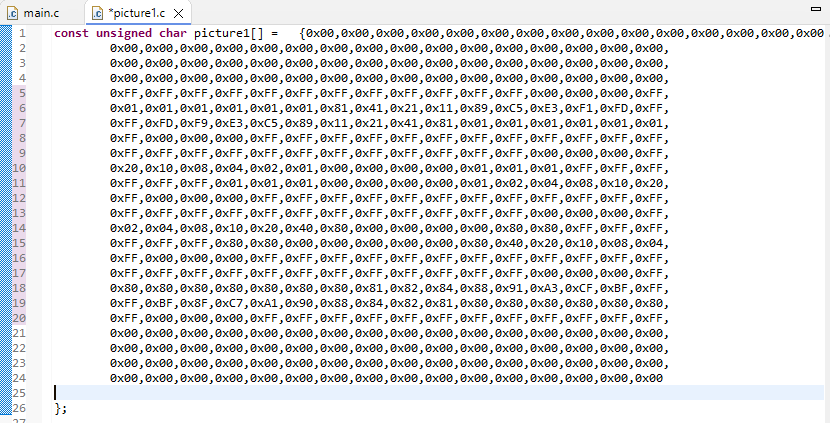 main.c
*picture1.c
1 const unsigned char picture1[] = {0x00,0x00,0x00,0x00,0x00,0x00,0x00,0x00,0x00,0x00,0x00,0x00,0x00,0x00,0x00,
2 0x00,0x00,0x00,0x00,0x00,0x00,0x00,0x00,0x00,0x00,0x00,0x00,0x00,0x00,0x00,0x00,
3 0x00,0x00,0x00,0x00,0x00,0x00,0x00,0x00,0x00,0x00,0x00,0x00,0x00,0x00,0x00,0x00,
4 0x00,0x00,0x00,0x00,0x00,0x00,0x00,0x00,0x00,0x00,0x00,0x00,0x00,0x00,0x00,0x00,
5 0xFF,0xFF,0xFF,0xFF,0xFF,0xFF,0xFF,0xFF,0xFF,0xFF,0xFF,0xFF,0x00,0x00,0x00,0xFF,
6 0x01,0x01,0x01,0x01,0x01,0x01,0x81,0x41,0x21,0x11,0x89,0xC5,0xE3,0xF1,0xFD,0xFF,
7 0xFF,0xFD,0xF9,0xE3,0xC5,0x89,0x11,0x21,0x41,0x81,0x01,0x01,0x01,0x01,0x01,0x01,
8 0xFF,0x00,0x00,0x00,0xFF,0xFF,0xFF,0xFF,0xFF,0xFF,0xFF,0xFF,0xFF,0xFF,0xFF,0xFF,
9 0xFF,0xFF,0xFF,0xFF,0xFF,0xFF,0xFF,0xFF,0xFF,0xFF,0xFF,0xFF,0x00,0x00,0x00,0xFF,
10 0x20,0x10,0x08,0x04,0x02,0x01,0x00,0x00,0x00,0x00,0x01,0x01,0x01,0xFF,0xFF,0xFF,
11 0xFF,0xFF,0xFF,0x01,0x01,0x01,0x00,0x00,0x00,0x00,0x01,0x02,0x04,0x08,0x10,0x20,
12 0xFF,0x00,0x00,0x00,0xFF,0xFF,0xFF,0xFF,0xFF,0xFF,0xFF,0xFF,0xFF,0xFF,0xFF,0xFF,
13 0xFF,0xFF,0xFF,0xFF,0xFF,0xFF,0xFF,0xFF,0xFF,0xFF,0xFF,0xFF,0x00,0x00,0x00,0xFF,
14 0x02,0x04,0x08,0x10,0x20,0x40,0x80,0x00,0x00,0x00,0x00,0x80,0x80,0xFF,0xFF,0xFF,
15 0xFF,0xFF,0xFF,0x80,0x80,0x00,0x00,0x00,0x00,0x00,0x80,0x40,0x20,0x10,0x08,0x04,
16 0xFF,0x00,0x00,0x00,0xFF,0xFF,0xFF,0xFF,0xFF,0xFF,0xFF,0xFF,0xFF,0xFF,0xFF,0xFF,
17 0xFF,0xFF,0xFF,0xFF,0xFF,0xFF,0xFF,0xFF,0xFF,0xFF,0xFF,0xFF,0x00,0x00,0x00,0xFF,
18 0x80,0x80,0x80,0x80,0x80,0x80,0x80,0x81,0x82,0x84,0x88,0x91,0xA3,0xCF,0xBF,0xFF,
19 0xFF,0xBF,0x8F,0xC7,0xA1,0x90,0x88,0x84,0x82,0x81,0x80,0x80,0x80,0x80,0x80,0x80,
20 0xFF,0x00,0x00,0x00,0xFF,0xFF,0xFF,0xFF,0xFF,0xFF,0xFF,0xFF,0xFF,0xFF,0xFF,0xFF,
21 0x00,0x00,0x00,0x00,0x00,0x00,0x00,0x00,0x00,0x00,0x00,0x00,0x00,0x00,0x00,0x00,
22 0x00,0x00,0x00,0x00,0x00,0x00,0x00,0x00,0x00,0x00,0x00,0x00,0x00,0x00,0x00,0x00,
23 0x00,0x00,0x00,0x00,0x00,0x00,0x00,0x00,0x00,0x00,0x00,0x00,0x00,0x00,0x00,0x00,
24 0x00,0x00,0x00,0x00,0x00,0x00,0x00,0x00,0x00,0x00,0x00,0x00,0x00,0x00,0x00,0x00
25
26 };
27